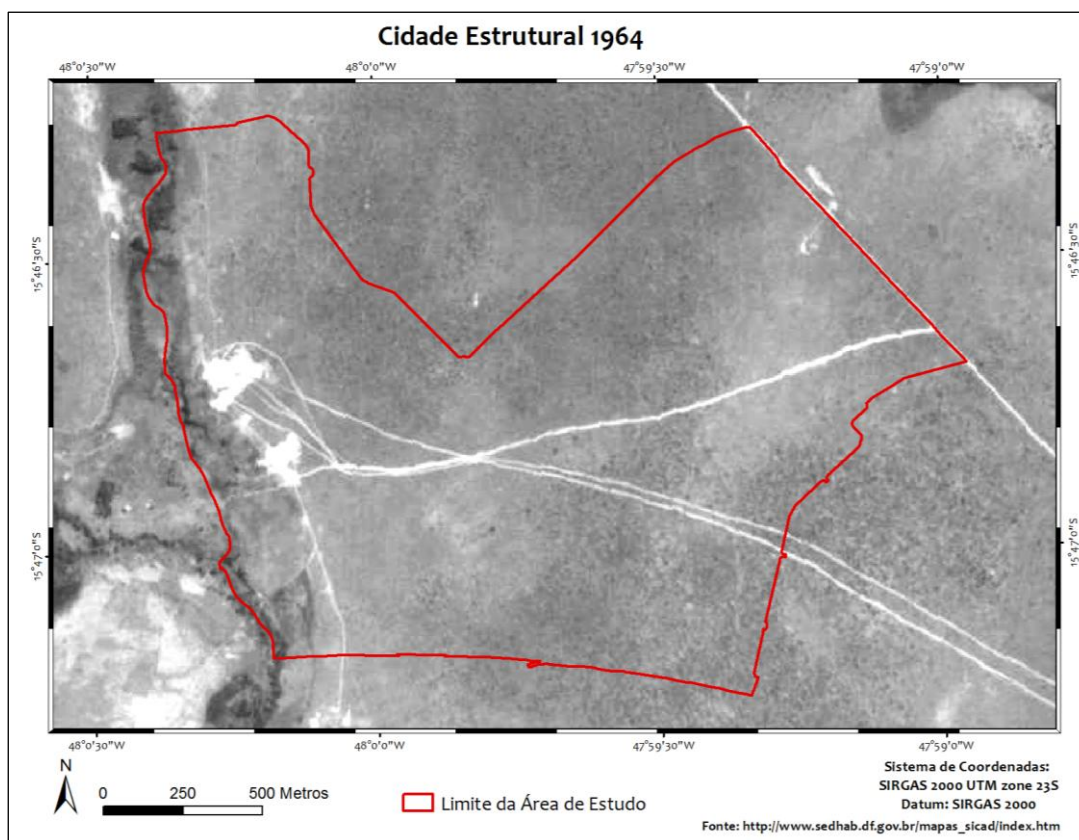 Cidade Estrutural 1964
48°0'30"W 48°0'0"W 47°59'30"W 47°59'0"W
15°46'30"S 15°46'30"S
15°47'0"S 15°47'0"S
48°0'30"W 48°0'0"W 47°59'30"W 47°59'0"W
N
0 250 500 Metros
Limite da Área de Estudo
Sistema de Coordenadas:
SIRGAS 2000 UTM zone 23S
Datum: SIRGAS 2000
Fonte: http://www.sedhab.df.gov.br/mapas_sicad/index.htm